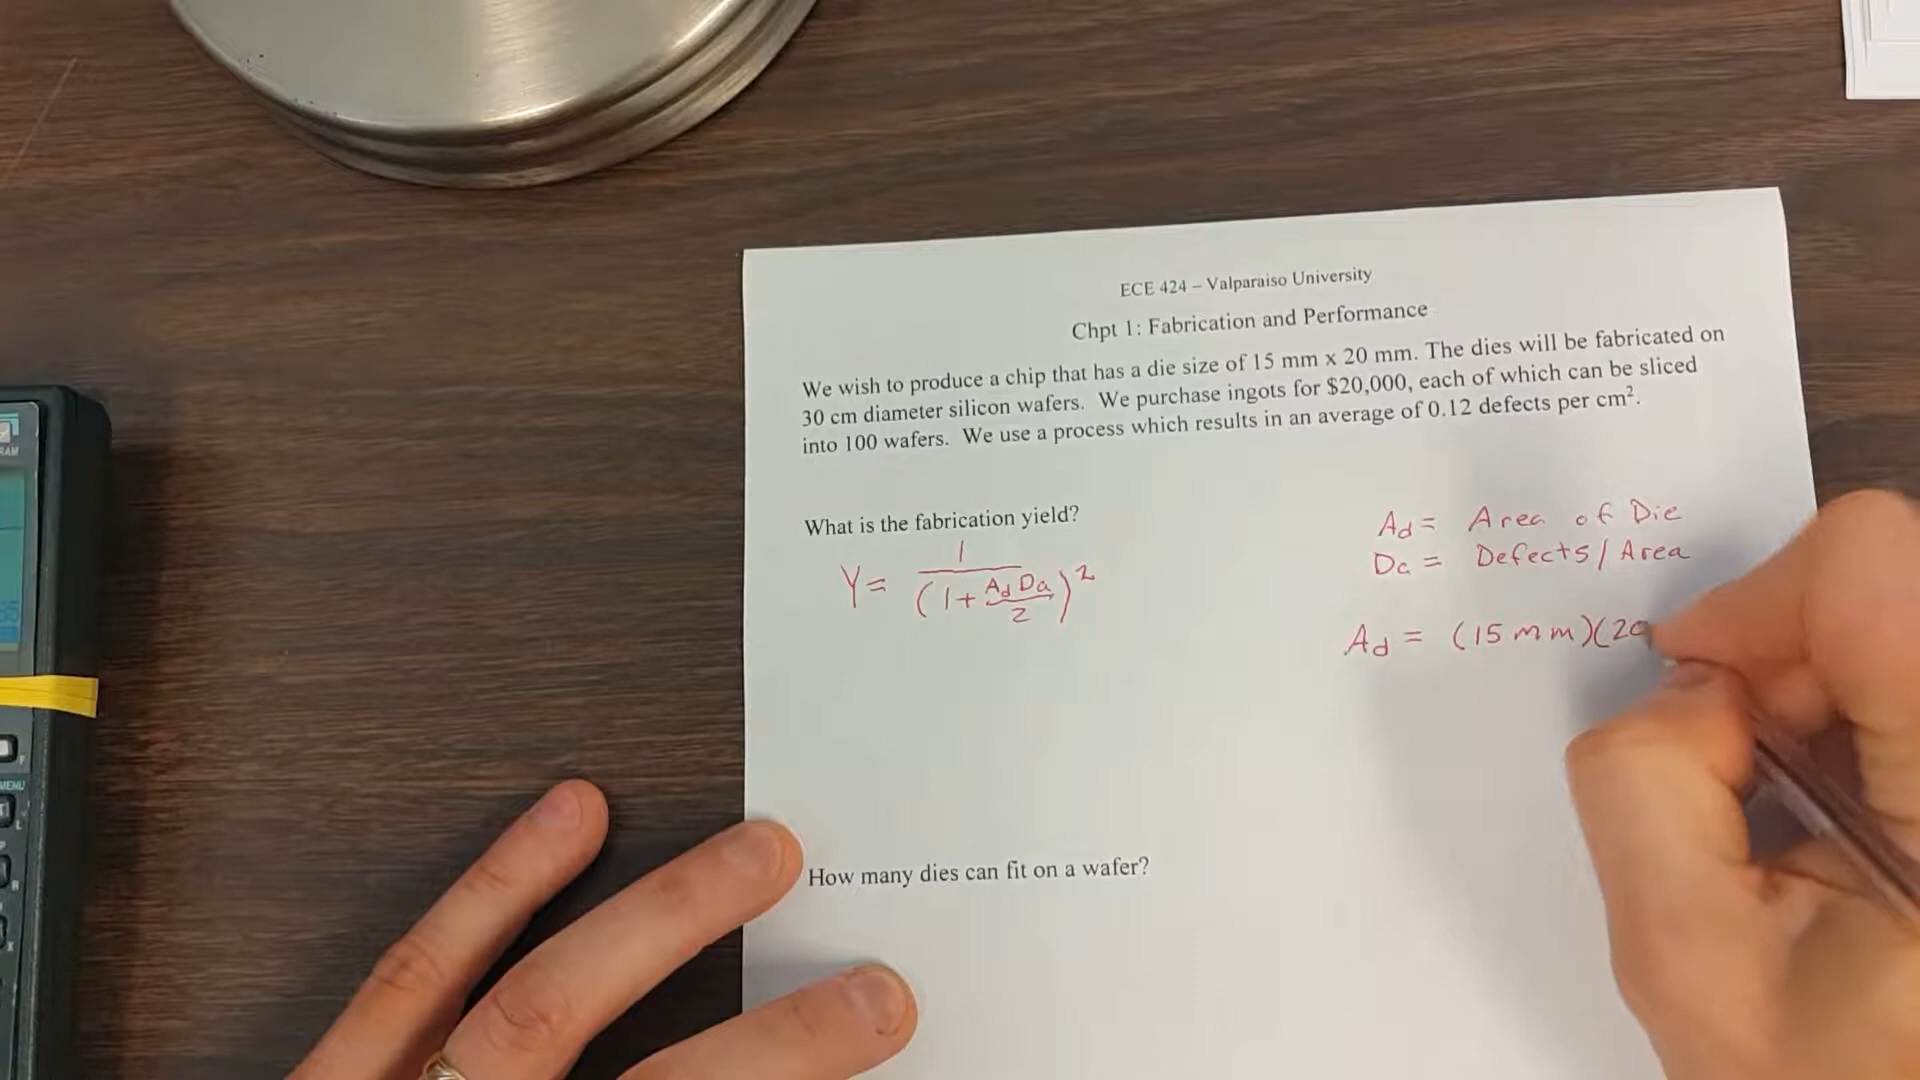 ECE 424 – Valparaiso University
Chpt 1: Fabrication and Performance
We wish to produce a chip that has a die size of 15 mm x 20 mm. The dies will be fabricated on
30 cm diameter silicon wafers. We purchase ingots for $20,000, each of which can be sliced
into 100 wafers. We use a process which results in an average of 0.12 defects per cm².
What is the fabrication yield?
Y = 1 / (1 + Ad Da / 2)²
Ad = Area of Die
Da = Defects / Area
Ad = (15 mm)(20
How many dies can fit on a wafer?
MENU